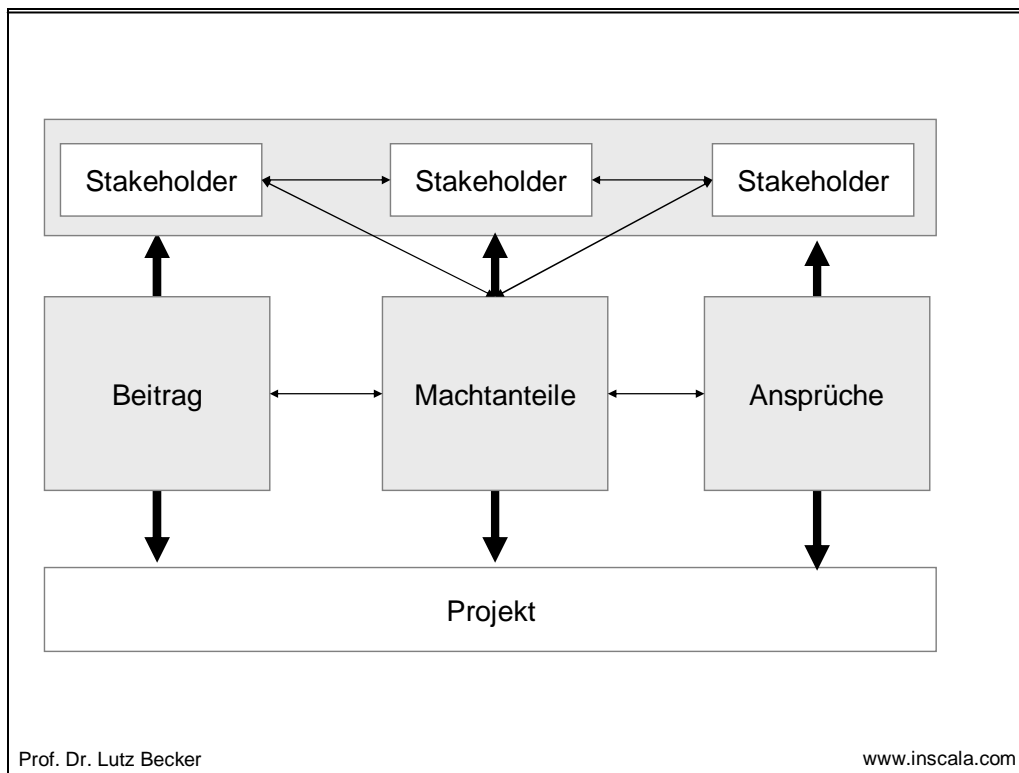 Stakeholder Stakeholder Stakeholder
Beitrag Machtanteile Ansprüche
Projekt
Prof. Dr. Lutz Becker www.inscala.com